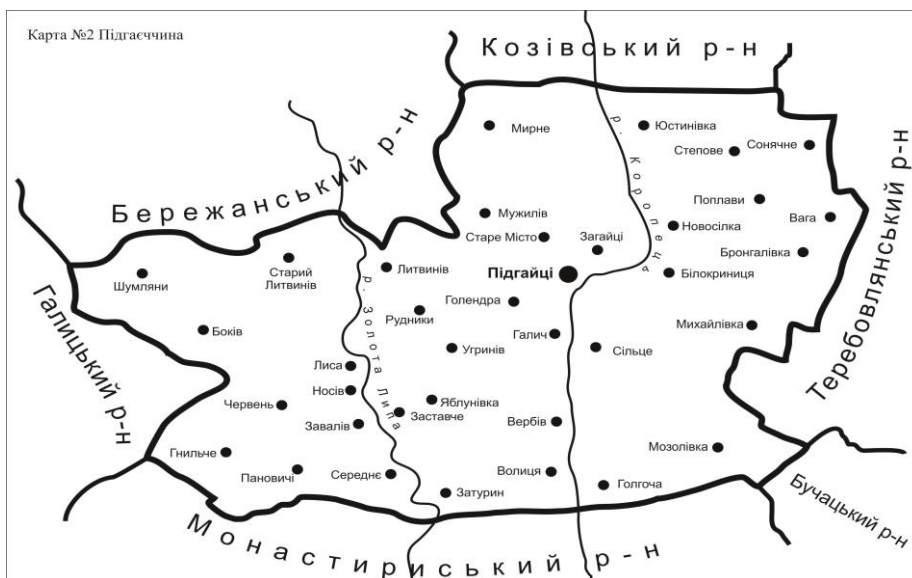 Карта №2 Підгаєччина
Козівський р-н
Бережанський р-н
Галицький р-н
Теребовлянський р-н
Бучацький р-н
Монастириський р-н
р. Коропець
р. Золота Липа
Мирне
Юстинівка
Степове
Сонячне
Поплави
Вага
Мужилів
Старе Місто
Загайці
Новосілка
Бронгалівка
Підгайці
Білокриниця
Шумляни
Старий
Литвинів
Литвинів
Голендра
Рудники
Боків
Галич
Михайлівка
Угринів
Сільце
Лиса
Носів
Яблунівка
Червень
Заставче
Завалів
Вербів
Мозолівка
Гнильче
Пановичі
Середнє
Волиця
Затурин
Голгоча